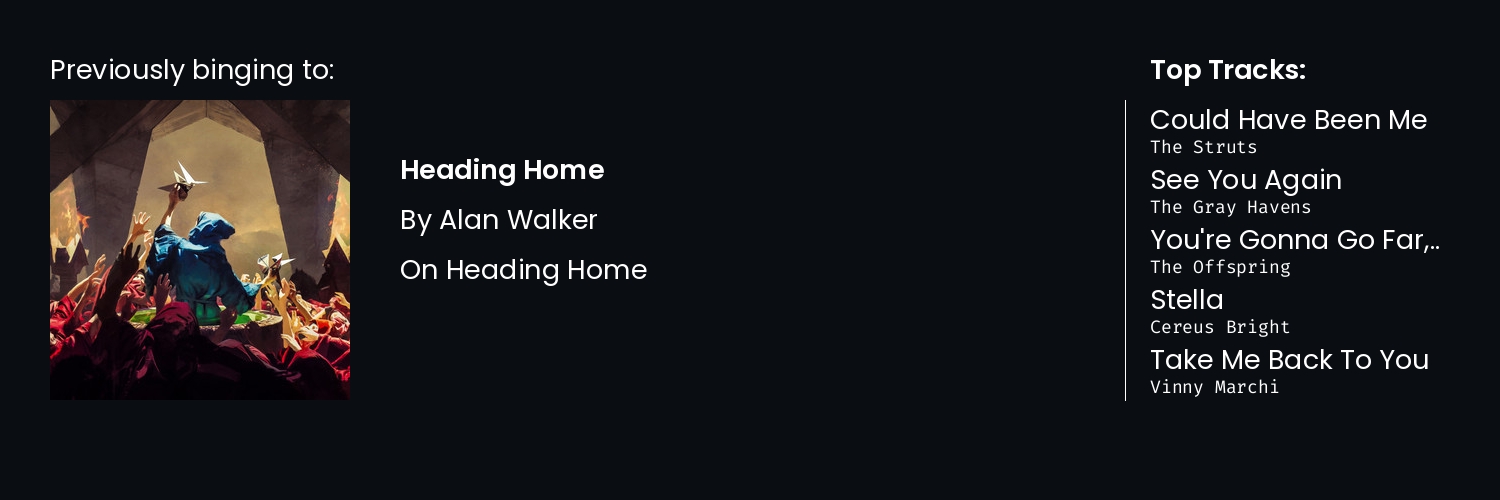 Previously binging to:
Heading Home
By Alan Walker
On Heading Home
Top Tracks:
Could Have Been Me
The Struts
See You Again
The Gray Havens
You're Gonna Go Far,..
The Offspring
Stella
Cereus Bright
Take Me Back To You
Vinny Marchi